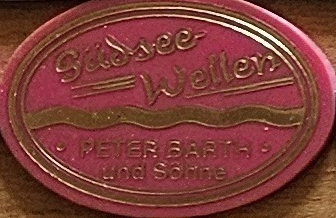 Südsee-
Wellen
PETER BARTH
und Söhne